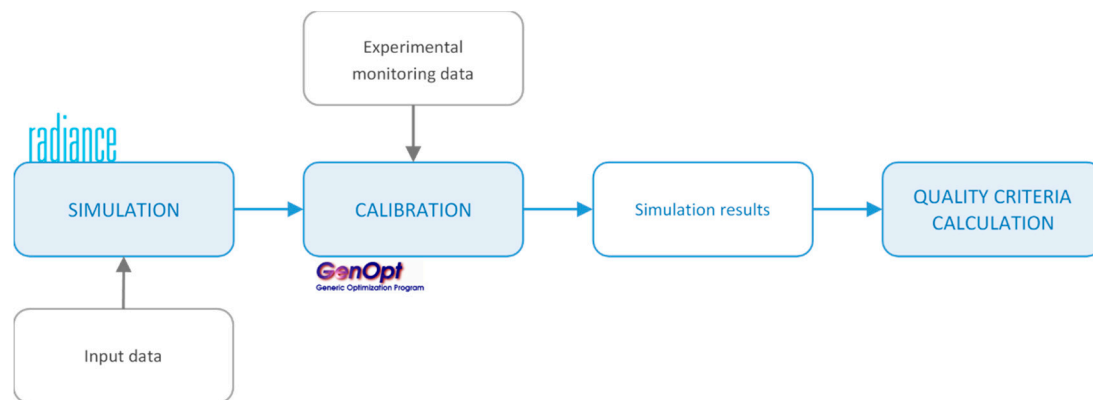 Experimental
monitoring data
radiance
SIMULATION
CALIBRATION
Simulation results
QUALITY CRITERIA
CALCULATION
GenOpt
Generic Optimization Program
Input data